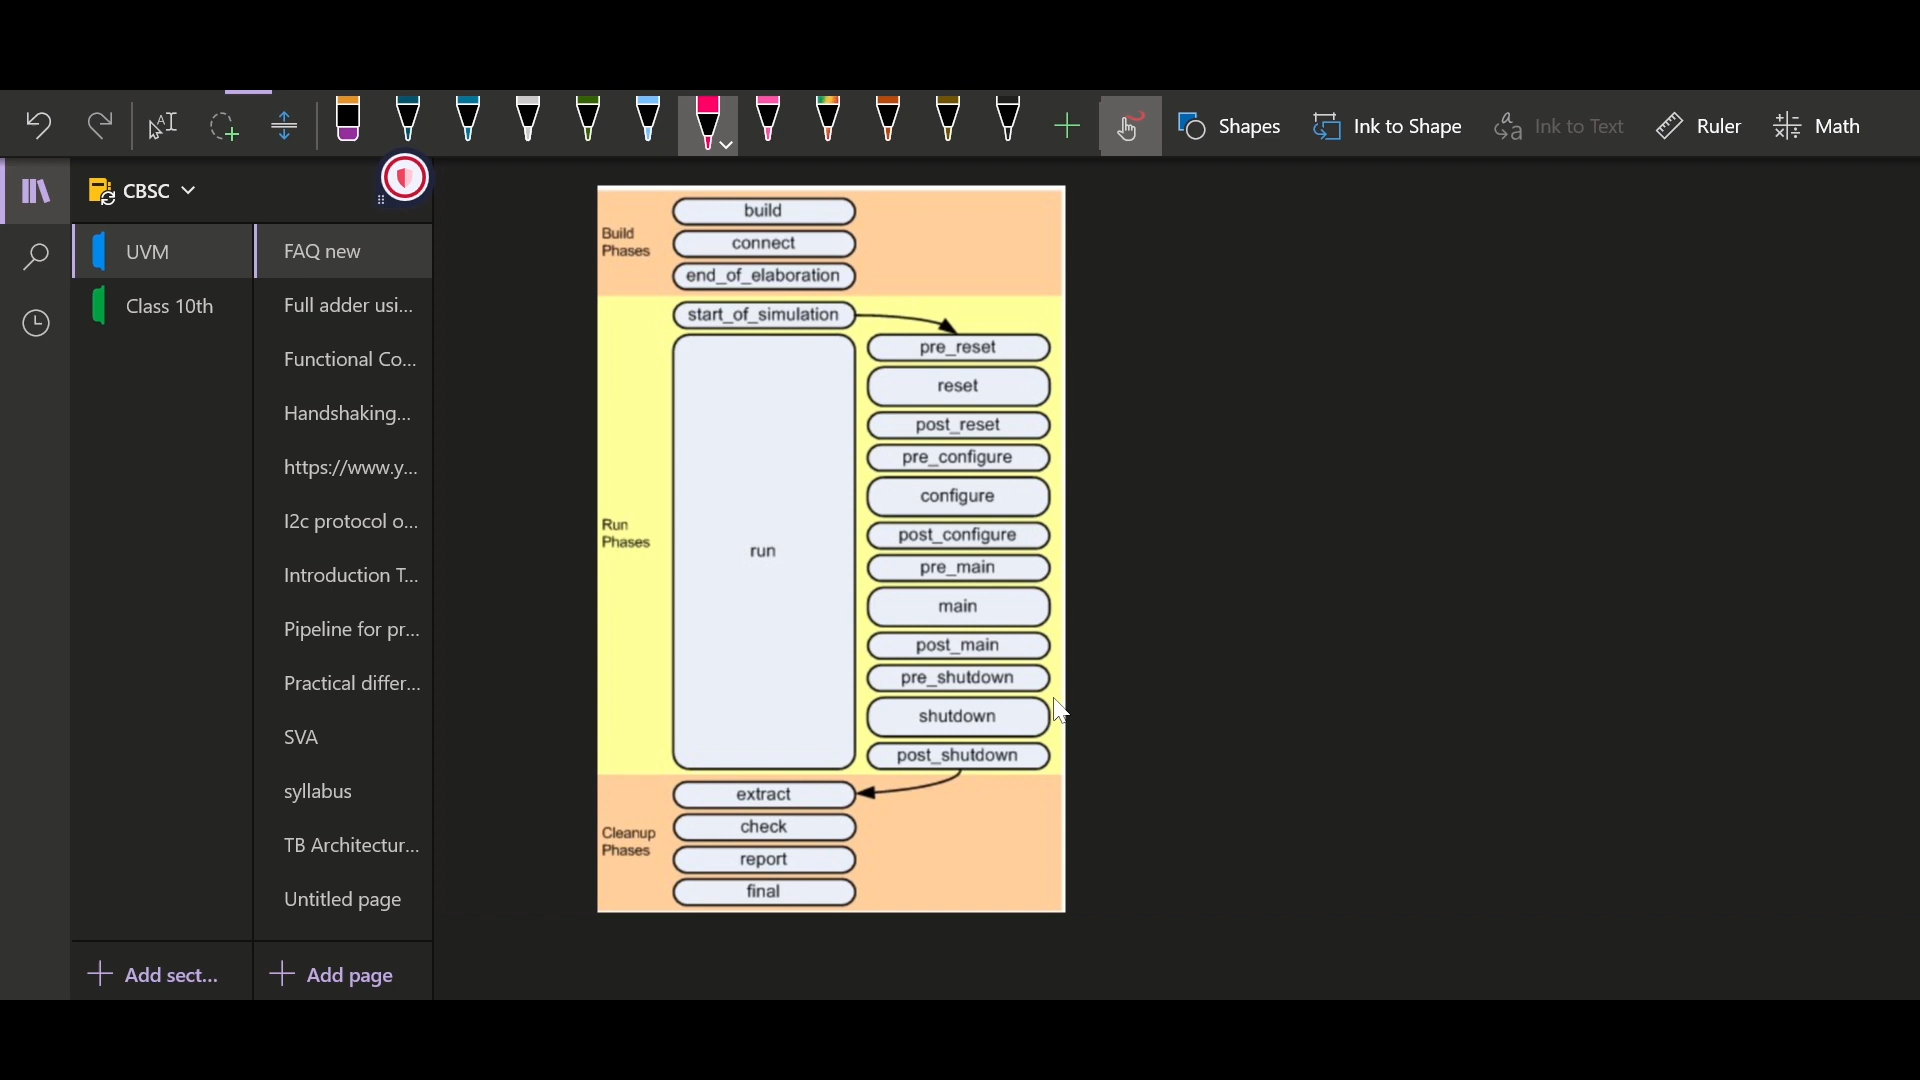 Shapes
Ink to Shape
Ink to Text
Ruler
Math
CBSC
UVM
Class 10th
FAQ new
Full adder usi...
Functional Co...
Handshaking...
https://www.y...
I2c protocol o...
Introduction T...
Pipeline for pr...
Practical differ...
SVA
syllabus
TB Architectur...
Untitled page
Add sect...
Add page
Build
Phases
build
connect
end_of_elaboration
Run
Phases
start_of_simulation
run
pre_reset
reset
post_reset
pre_configure
configure
post_configure
pre_main
main
post_main
pre_shutdown
shutdown
post_shutdown
Cleanup
Phases
extract
check
report
final